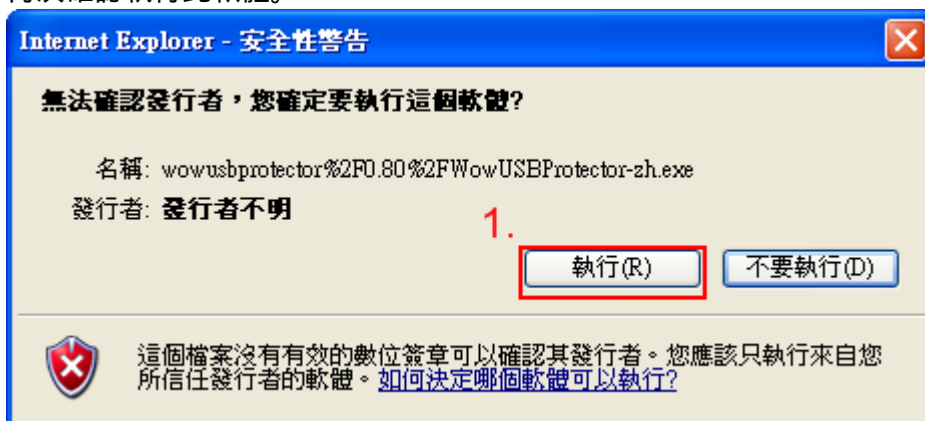 Internet Explorer - 安全性警告
無法確認發行者，您確定要執行這個軟體?
名稱: wowusbprotector%2F0.80%2FWowUSBProtector-zh.exe
發行者: 發行者不明
1.
執行(R) 不要執行(D)
這個檔案沒有有效的數位簽章可以確認其發行者。您應該只執行來自您
所信任發行者的軟體。如何決定哪個軟體可以執行?